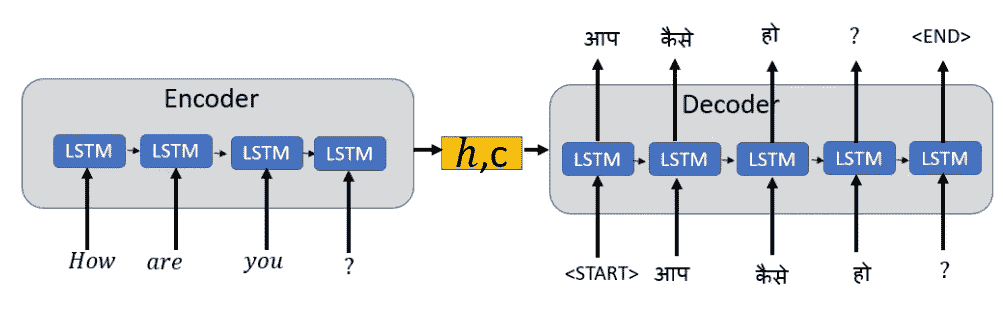 आप कैसे हो ? <END>
Encoder
Decoder
LSTM LSTM LSTM LSTM
h,c
LSTM LSTM LSTM LSTM LSTM
How are you ?
<START> आप कैसे हो ?